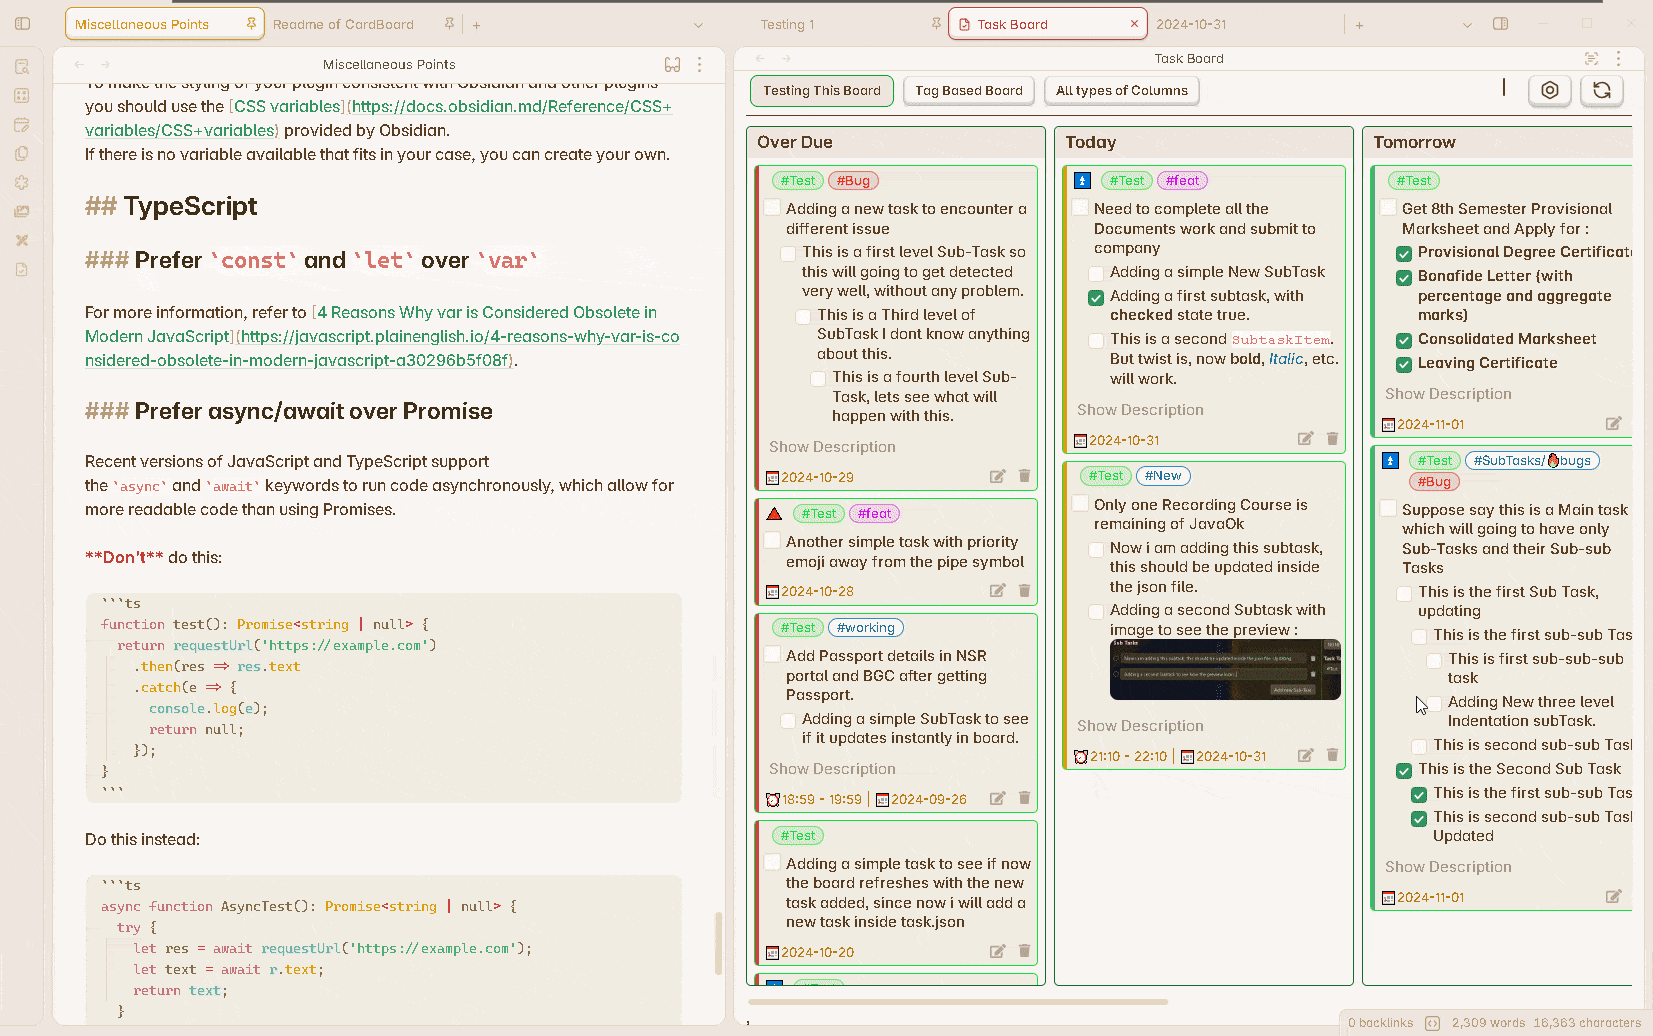 Miscellaneous Points
Readme of CardBoard
Testing 1
Task Board
2024-10-31
Miscellaneous Points
To make the styling of your plugin consistent with Obsidian and other plugins
you should use the [CSS variables](https://docs.obsidian.md/Reference/CSS+
variables/CSS+variables) provided by Obsidian.
If there is no variable available that fits in your case, you can create your own.
## TypeScript
### Prefer `const` and `let` over `var`
For more information, refer to [4 Reasons Why var is Considered Obsolete in
Modern JavaScript](https://javascript.plainenglish.io/4-reasons-why-var-is-co
nsidered-obsolete-in-modern-javascript-a30296b5f08f).
### Prefer async/await over Promise
Recent versions of JavaScript and TypeScript support
the `async` and `await` keywords to run code asynchronously, which allow for
more readable code than using Promises.
**Don't** do this:
```ts
function test(): Promise<string | null> {
return requestUrl('https://example.com')
.then(res => res.text
.catch(e => {
console.log(e);
return null;
});
}
```
Do this instead:
```ts
async function AsyncTest(): Promise<string | null> {
try {
let res = await requestUrl('https://example.com');
let text = await r.text;
return text;
}
Task Board
Testing This Board
Tag Based Board
All types of Columns
Over Due
#Test #Bug
Adding a new task to encounter a
different issue
This is a first level Sub-Task so
this will going to get detected
very well, without any problem.
This is a Third level of
SubTask I dont know anything
about this.
This is a fourth level Sub-
Task, lets see what will
happen with this.
Show Description
2024-10-29
#Test #feat
Another simple task with priority
emoji away from the pipe symbol
2024-10-28
#Test #working
Add Passport details in NSR
portal and BGC after getting
Passport.
Adding a simple SubTask to see
if it updates instantly in board.
Show Description
18:59 - 19:59 | 2024-09-26
#Test
Adding a simple task to see if now
the board refreshes with the new
task added, since now i will add a
new task inside task.json
2024-10-20
Today
#Test #feat
Need to complete all the
Documents work and submit to
company
Adding a simple New SubTask
Adding a first subtask, with
checked state true.
This is a second SubtaskItem.
But twist is, now bold, Italic, etc.
will work.
Show Description
2024-10-31
#Test #New
Only one Recording Course is
remaining of JavaOk
Now i am adding this subtask,
this should be updated inside
the json file.
Adding a second Subtask with
image to see the preview :
Sub Tasks
Show Description
21:10 - 22:10 | 2024-10-31
Tomorrow
#Test
Get 8th Semester Provisional
Marksheet and Apply for :
Provisional Degree Certificat
Bonafide Letter (with
percentage and aggregate
marks)
Consolidated Marksheet
Leaving Certificate
Show Description
2024-11-01
#Test #SubTasks/🔥bugs
#Bug
Suppose say this is a Main task
which will going to have only
Sub-Tasks and their Sub-sub
Tasks
This is the first Sub Task,
updating
This is the first sub-sub Tas
This is first sub-sub-sub
task
Adding New three level
Indentation subTask.
This is second sub-sub Tas
This is the Second Sub Task
This is the first sub-sub Tas
This is second sub-sub Tas
Updated
Show Description
2024-11-01
0 backlinks
2,309 words 16,363 characters